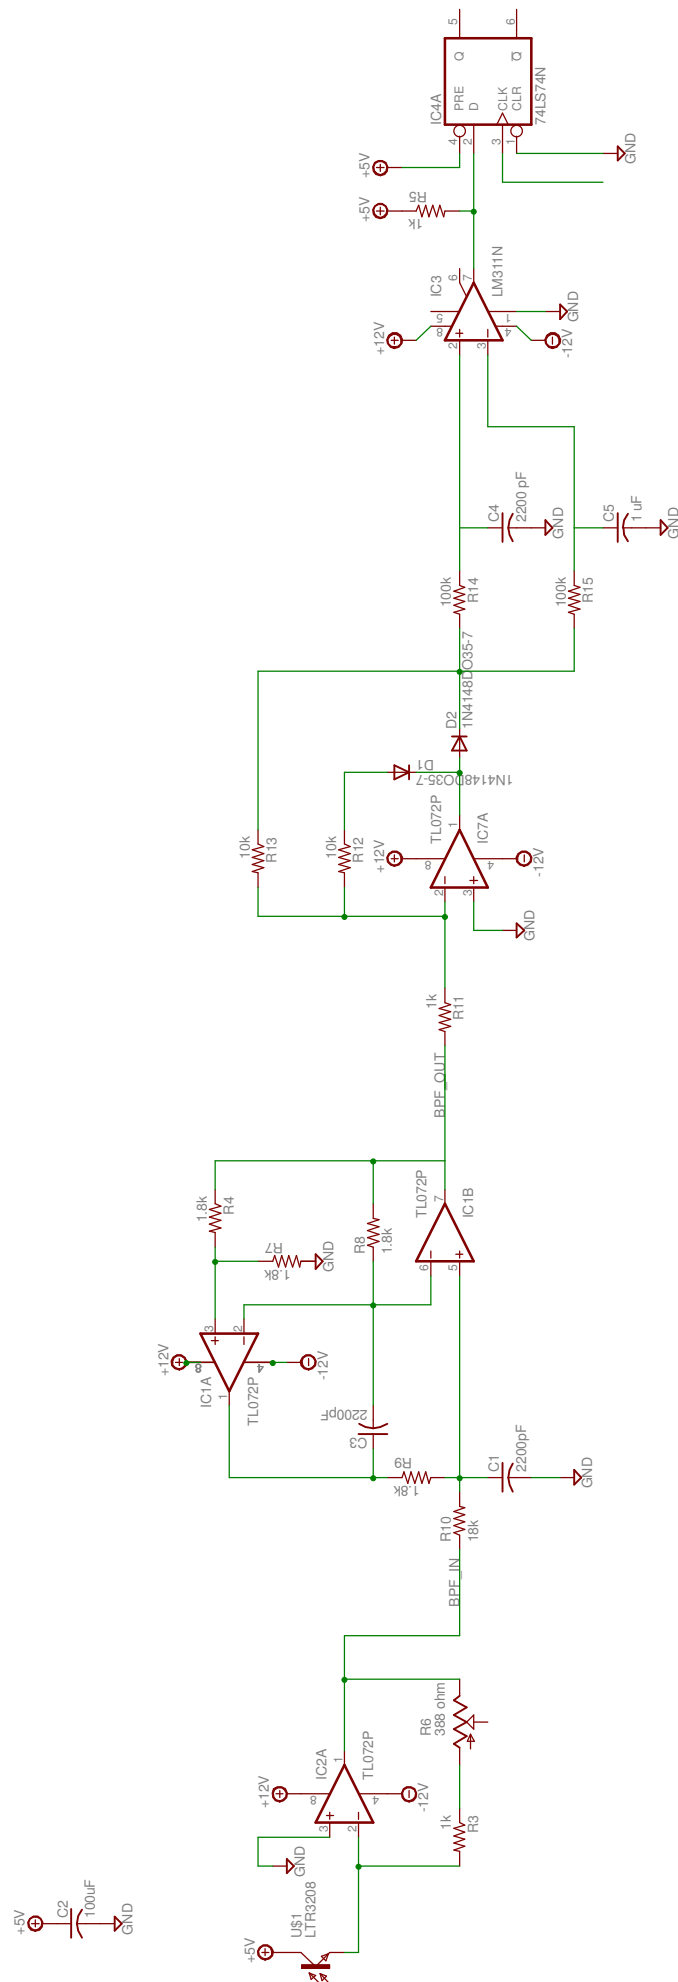 5
6
Q
Q
IC4A
PRE
D
CLK
CLR
74LS74N
4
2
3
1
GND
+5V
+5V
R5
1k
IC3
6
7
LM311N
5
8
1
4
+12V
-12V
GND
2
3
C4
2200 pF
GND
C5
1 uF
GND
100k
R14
100k
R15
D2
1N4148DO35-7
D1
1N4148DO35-7
10k
R13
10k
R12
TL072P
1
IC7A
+12V
8
4
-12V
2
3
GND
1k
R11
BPF_OUT
1.8k
R4
R7
1.8k
GND
R8
1.8k
TL072P
7
IC1B
6
5
3
2
+12V
8
4
-12V
IC1A
1
TL072P
2200pF
C3
R9
1.8k
C1
2200pF
GND
R10
18k
BPF_IN
R6
388 ohm
IC2A
1
TL072P
+12V
8
4
-12V
3
2
GND
1k
R3
U$1
LTR3208
+5V
+5V
C2
100uF
GND